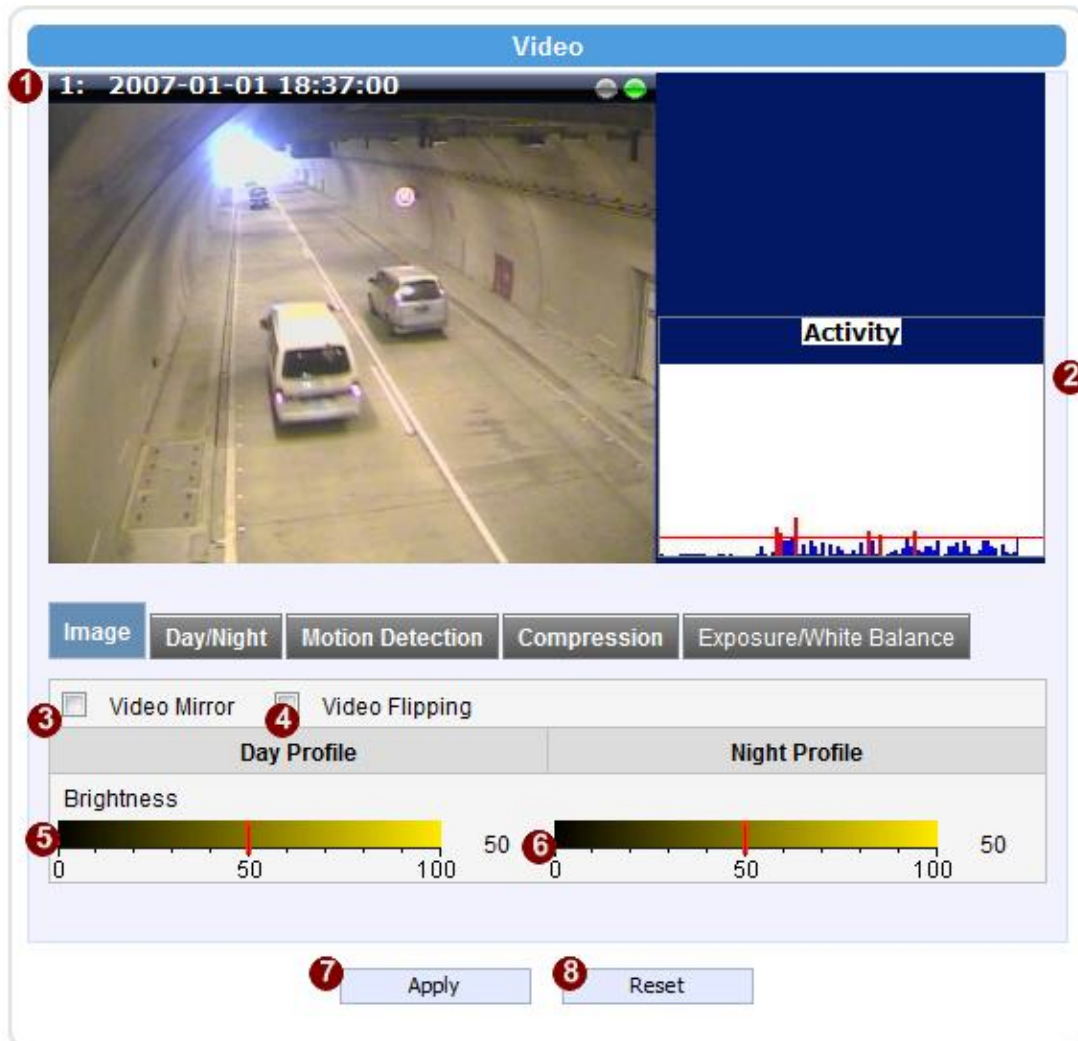 Video
1
1: 2007-01-01 18:37:00
Activity
2
Image Day/Night Motion Detection Compression Exposure/White Balance
3 Video Mirror 4 Video Flipping
Day Profile Night Profile
Brightness
5 50 6 50
0 50 100 0 50 100
7 Apply 8 Reset